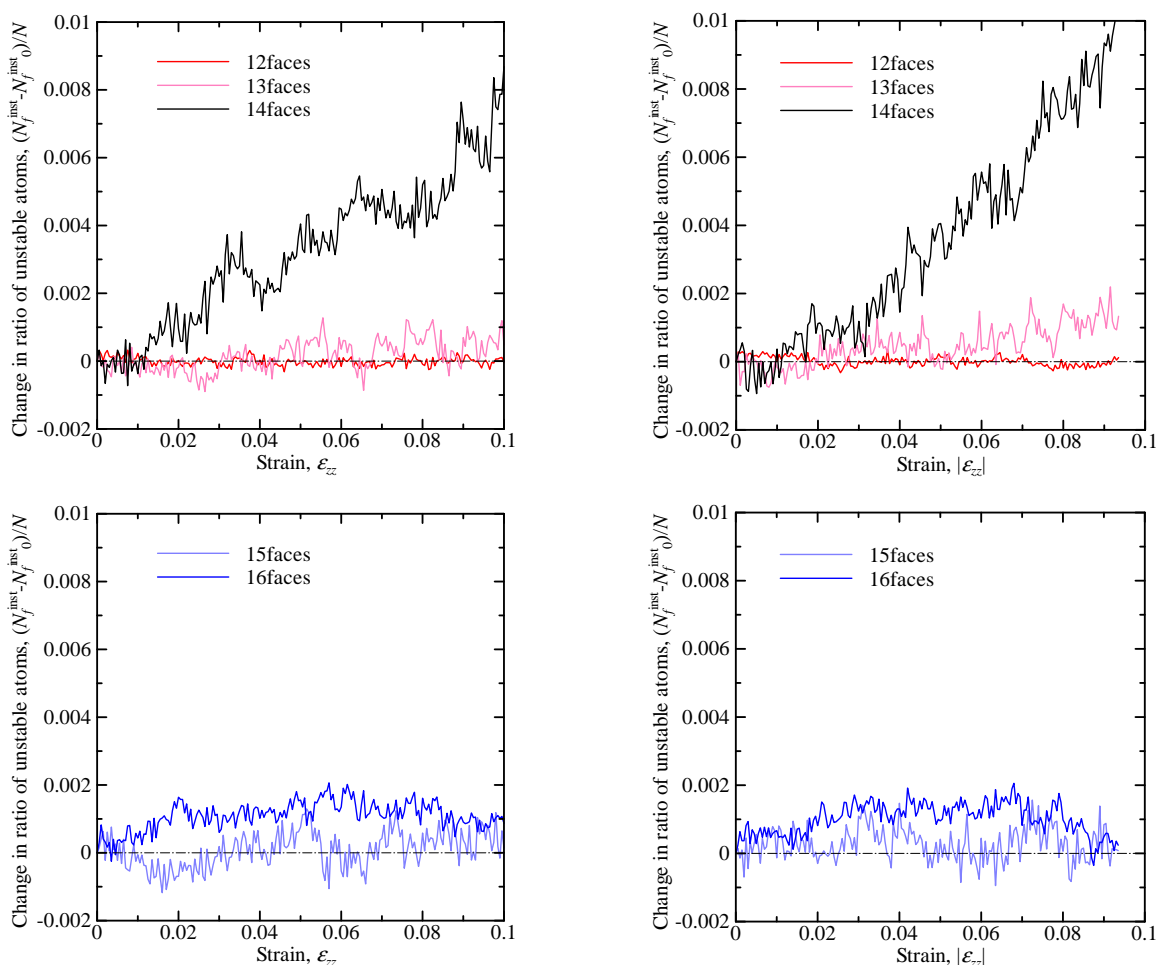 Change in ratio of unstable atoms, (N_f^inst-N_f^inst_0)/N
0.01
0.008
0.006
0.004
0.002
0
-0.002
12faces
13faces
14faces
0 0.02 0.04 0.06 0.08 0.1
Strain, ε_zz
Change in ratio of unstable atoms, (N_f^inst-N_f^inst_0)/N
0.01
0.008
0.006
0.004
0.002
0
-0.002
12faces
13faces
14faces
0 0.02 0.04 0.06 0.08 0.1
Strain, |ε_zz|
Change in ratio of unstable atoms, (N_f^inst-N_f^inst_0)/N
0.01
0.008
0.006
0.004
0.002
0
-0.002
15faces
16faces
0 0.02 0.04 0.06 0.08 0.1
Strain, ε_zz
Change in ratio of unstable atoms, (N_f^inst-N_f^inst_0)/N
0.01
0.008
0.006
0.004
0.002
0
-0.002
15faces
16faces
0 0.02 0.04 0.06 0.08 0.1
Strain, |ε_zz|